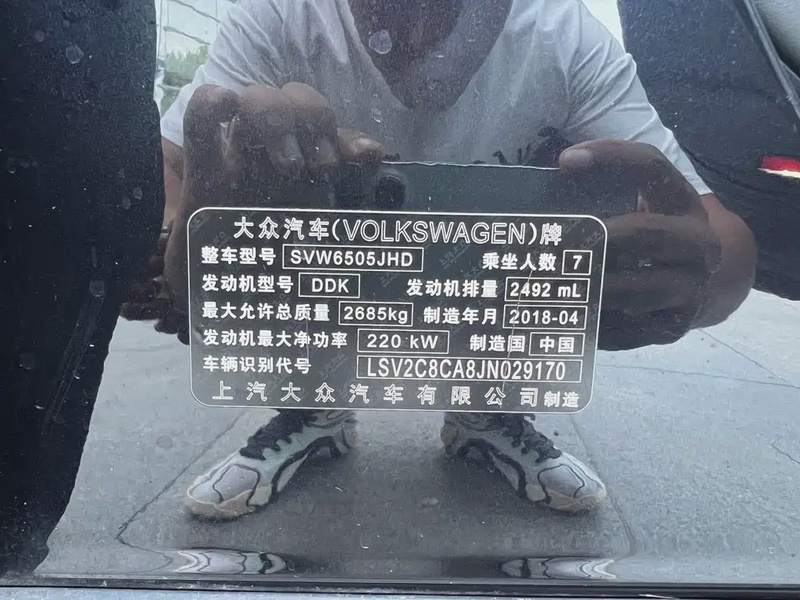 大众汽车(VOLKSWAGEN)牌
整车型号 SVW6505JHD 乘坐人数 7
发动机型号 DDK 发动机排量 2492 mL
最大允许总质量 2685kg 制造年月 2018-04
发动机最大净功率 220 kW 制造国 中国
车辆识别代号 LSV2C8CA8JN029170
上汽大众汽车有限公司制造